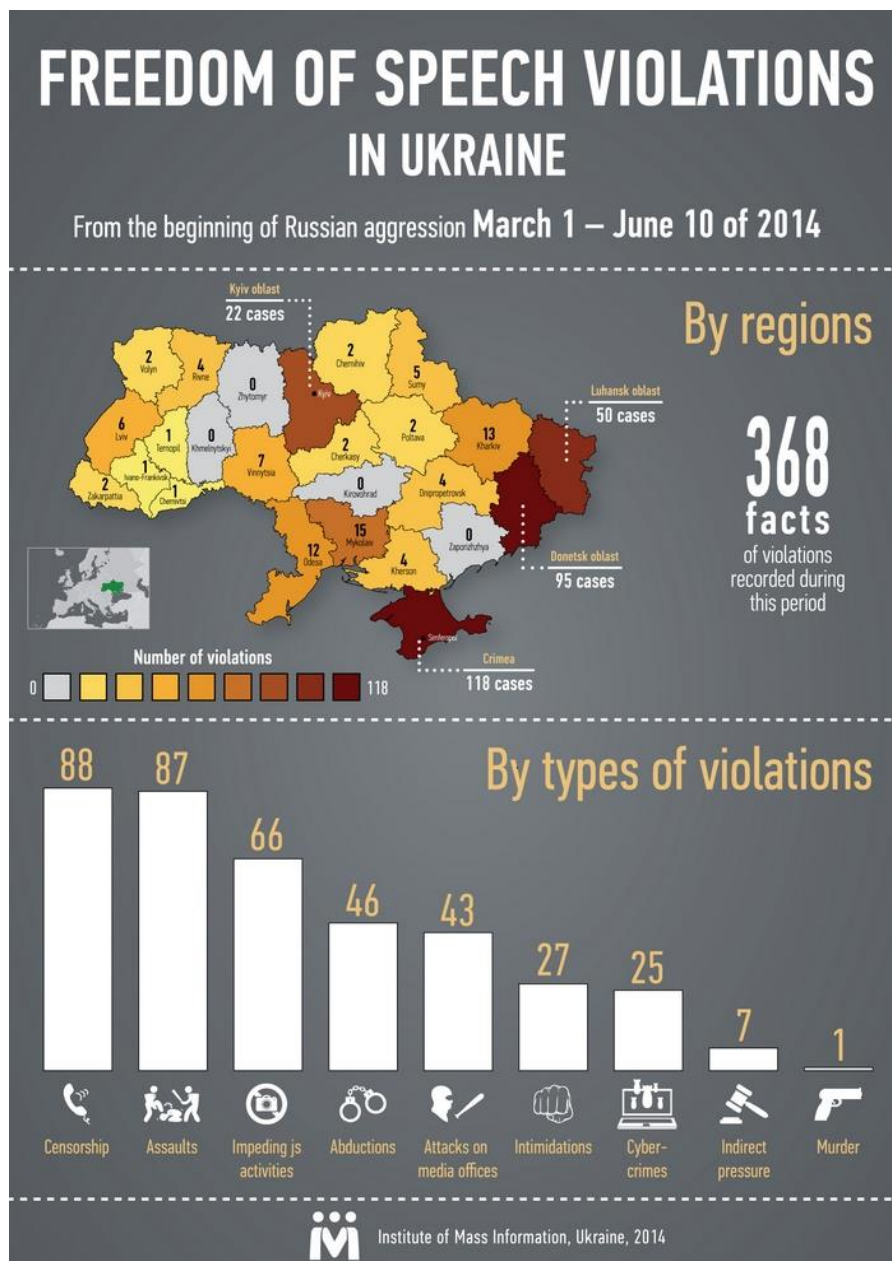 FREEDOM OF SPEECH VIOLATIONS
IN UKRAINE
From the beginning of Russian aggression March 1 – June 10 of 2014
By regions
Kyiv oblast
22 cases
2
Volyn
4
Rivne
0
Zhytomyr
Kyiv
2
Chernihiv
5
Sumy
Luhansk oblast
50 cases
6
Lviv
1
Ternopil
0
Khmelnytskyi
7
Vinnytsia
2
Cherkasy
2
Poltava
13
Kharkiv
2
Zakarpattia
1
Ivano-Frankivsk
1
Chernivtsi
0
Kirovohrad
4
Dnipropetrovsk
12
Odesa
15
Mykolaiv
4
Kherson
0
Zaporizhzhya
Donetsk oblast
95 cases
Simferopol
Crimea
118 cases
368
facts
of violations
recorded during
this period
Number of violations
0 118
By types of violations
88
87
66
46
43
27
25
7
1
Censorship
Assaults
Impeding js
activities
Abductions
Attacks on
media offices
Intimidations
Cyber-
crimes
Indirect
pressure
Murder
Institute of Mass Information, Ukraine, 2014